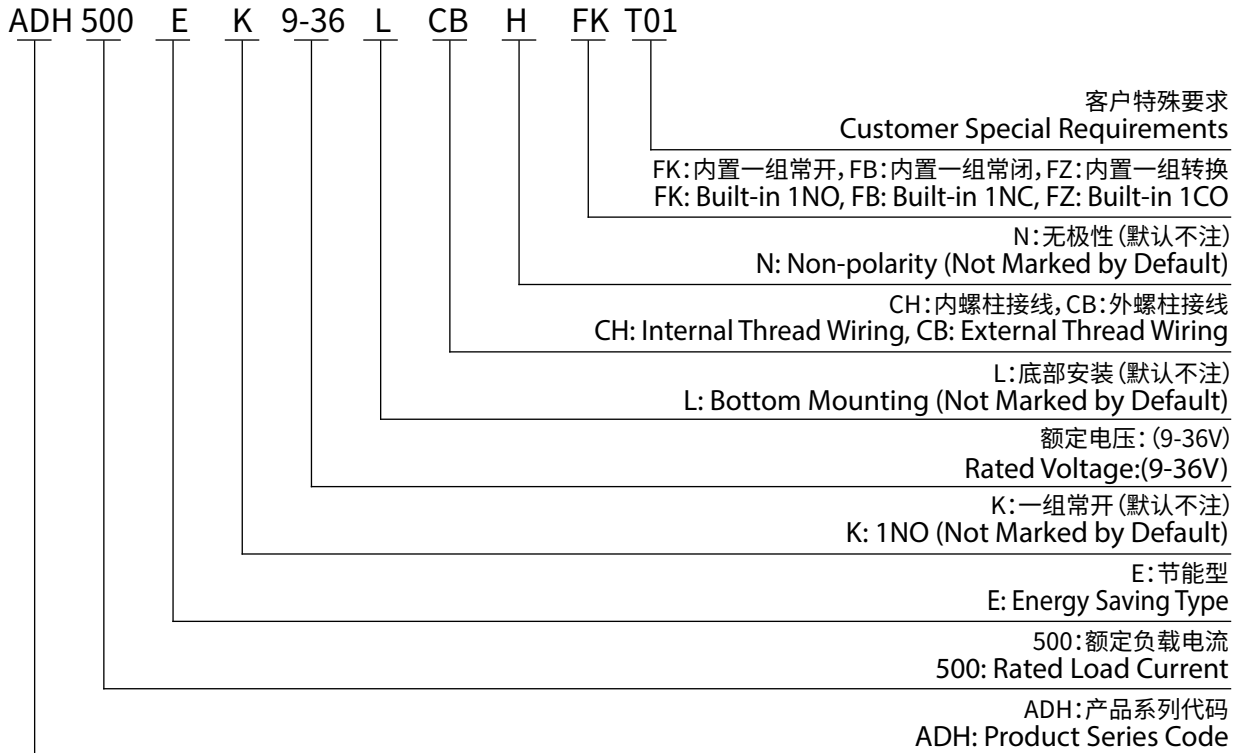 ADH 500 E K 9-36 L CB H FK T01
客户特殊要求
Customer Special Requirements
FK：内置一组常开，FB：内置一组常闭，FZ：内置一组转换
FK: Built-in 1NO, FB: Built-in 1NC, FZ: Built-in 1CO
N：无极性（默认不注）
N: Non-polarity (Not Marked by Default)
CH：内螺柱接线，CB：外螺柱接线
CH: Internal Thread Wiring, CB: External Thread Wiring
L：底部安装（默认不注）
L: Bottom Mounting (Not Marked by Default)
额定电压：（9-36V）
Rated Voltage:(9-36V)
K：一组常开（默认不注）
K: 1NO (Not Marked by Default)
E：节能型
E: Energy Saving Type
500：额定负载电流
500: Rated Load Current
ADH：产品系列代码
ADH: Product Series Code